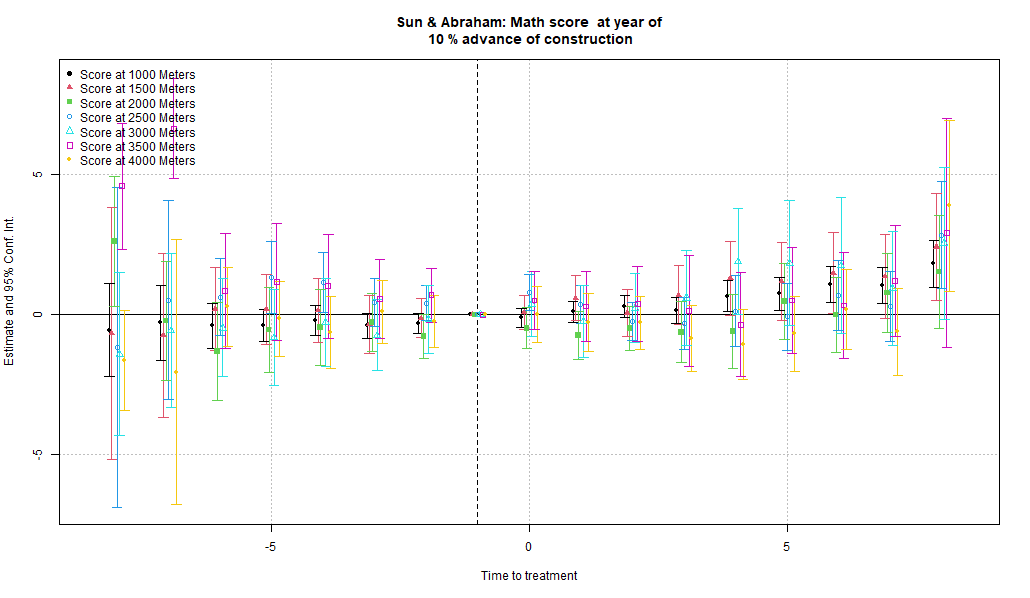 Sun & Abraham: Math score at year of
10 % advance of construction
Score at 1000 Meters
Score at 1500 Meters
Score at 2000 Meters
Score at 2500 Meters
Score at 3000 Meters
Score at 3500 Meters
Score at 4000 Meters
Estimate and 95% Conf. Int.
5
0
-5
-5
0
5
Time to treatment